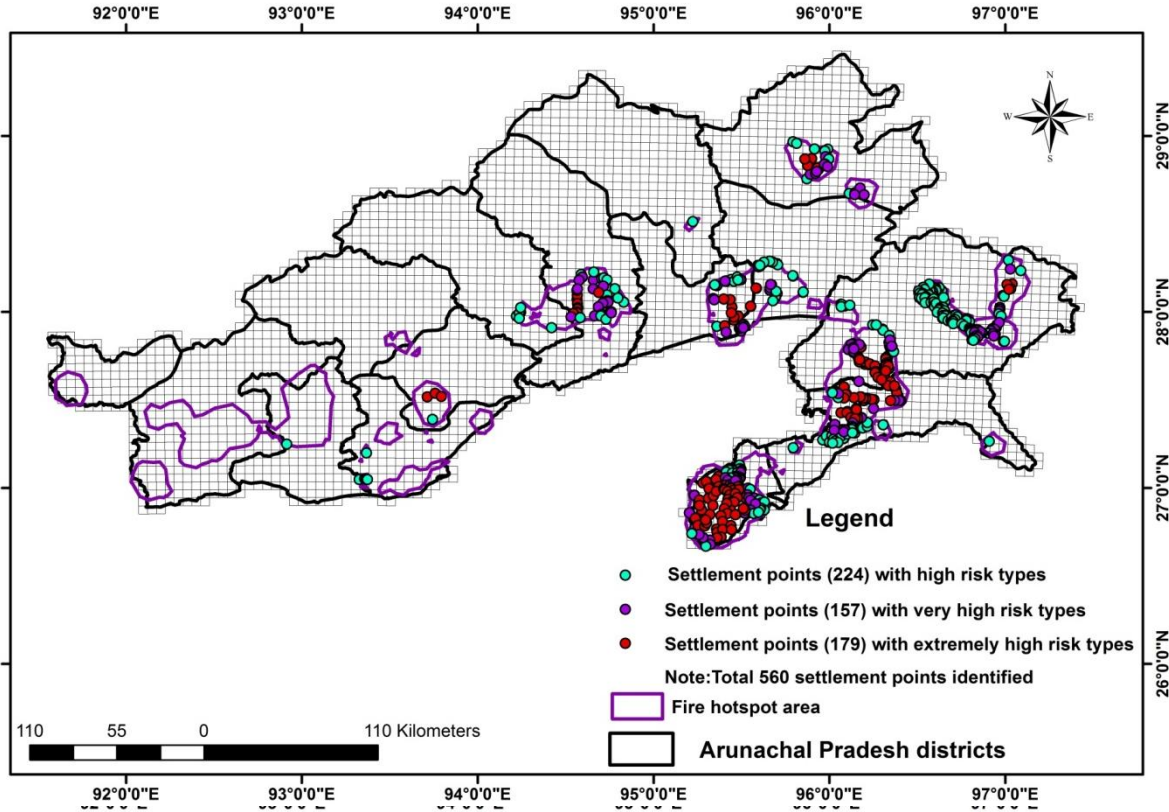 92°0'0"E 93°0'0"E 94°0'0"E 95°0'0"E 96°0'0"E 97°0'0"E
N
W E
S
29°0'0"N
28°0'0"N
27°0'0"N
26°0'0"N
Legend
Settlement points (224) with high risk types
Settlement points (157) with very high risk types
Settlement points (179) with extremely high risk types
Note:Total 560 settlement points identified
Fire hotspot area
Arunachal Pradesh districts
110 55 0 110 Kilometers
92°0'0"E 93°0'0"E 94°0'0"E 95°0'0"E 96°0'0"E 97°0'0"E